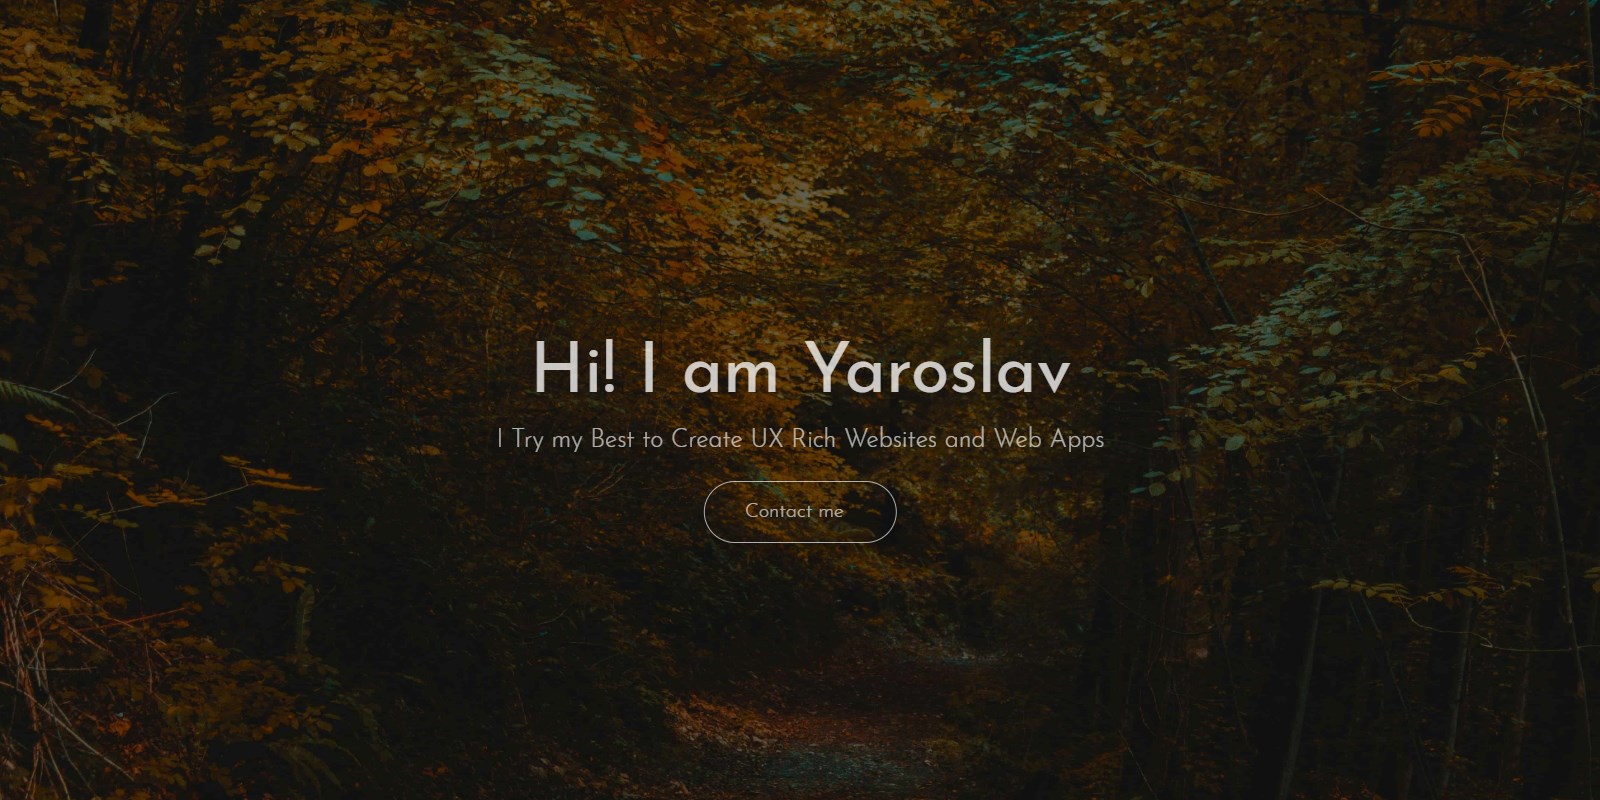 Hi! I am Yaroslav
I Try my Best to Create UX Rich Websites and Web Apps
Contact me